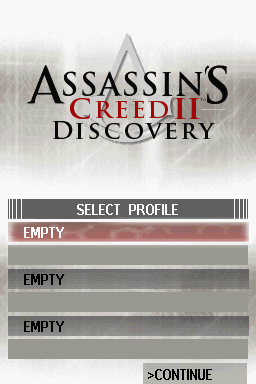 ASSASSIN'S
CREED II
DISCOVERY
SELECT PROFILE
EMPTY
EMPTY
EMPTY
>CONTINUE